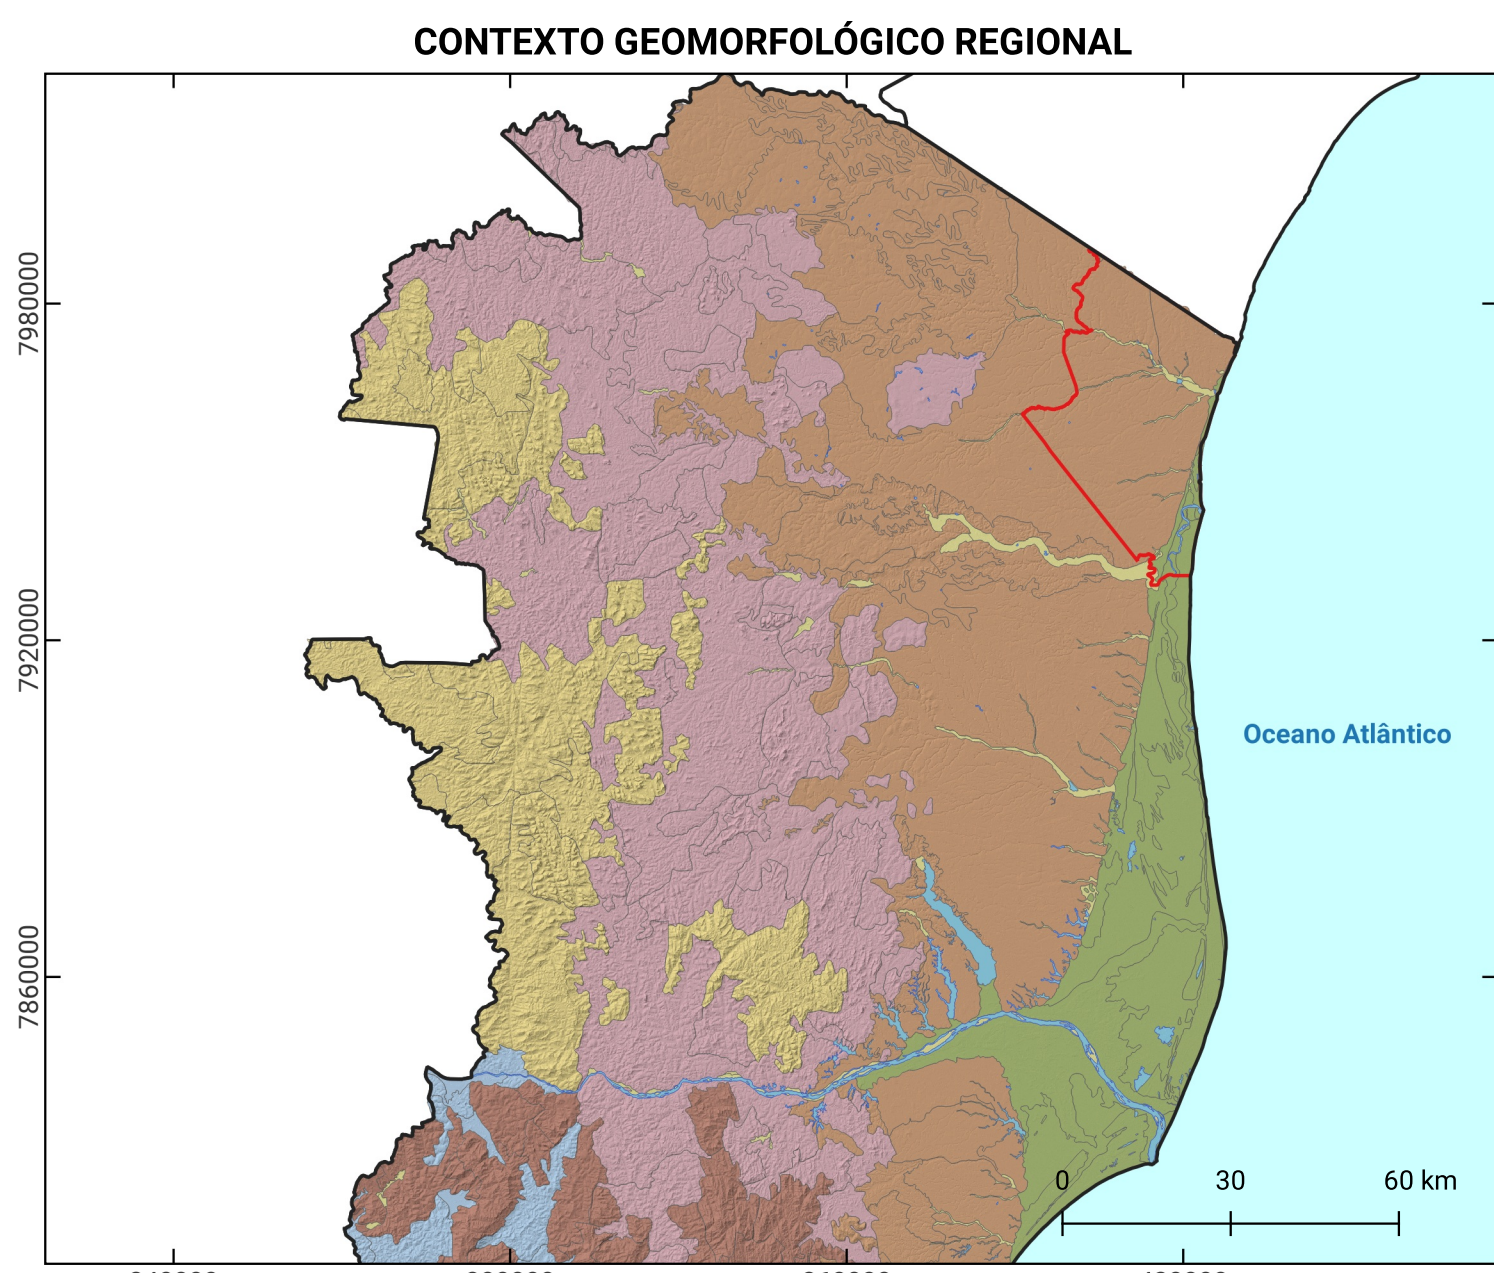 CONTEXTO GEOMORFOLÓGICO REGIONAL
7980000
7920000
Oceano Atlântico
7860000
0 30 60 km